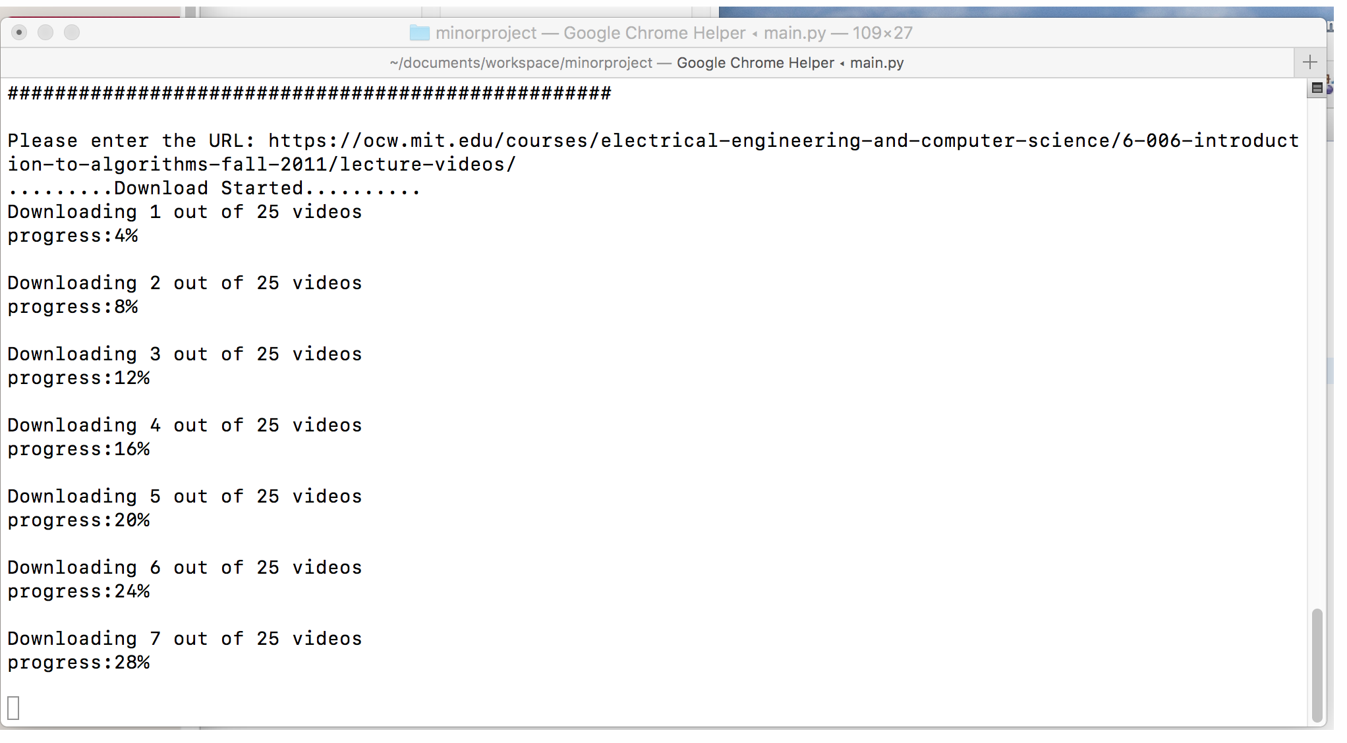 minorproject — Google Chrome Helper ◂ main.py — 109×27
~/documents/workspace/minorproject — Google Chrome Helper ◂ main.py
###################################################
Please enter the URL: https://ocw.mit.edu/courses/electrical-engineering-and-computer-science/6-006-introduct
ion-to-algorithms-fall-2011/lecture-videos/
.........Download Started..........
Downloading 1 out of 25 videos
progress:4%
Downloading 2 out of 25 videos
progress:8%
Downloading 3 out of 25 videos
progress:12%
Downloading 4 out of 25 videos
progress:16%
Downloading 5 out of 25 videos
progress:20%
Downloading 6 out of 25 videos
progress:24%
Downloading 7 out of 25 videos
progress:28%